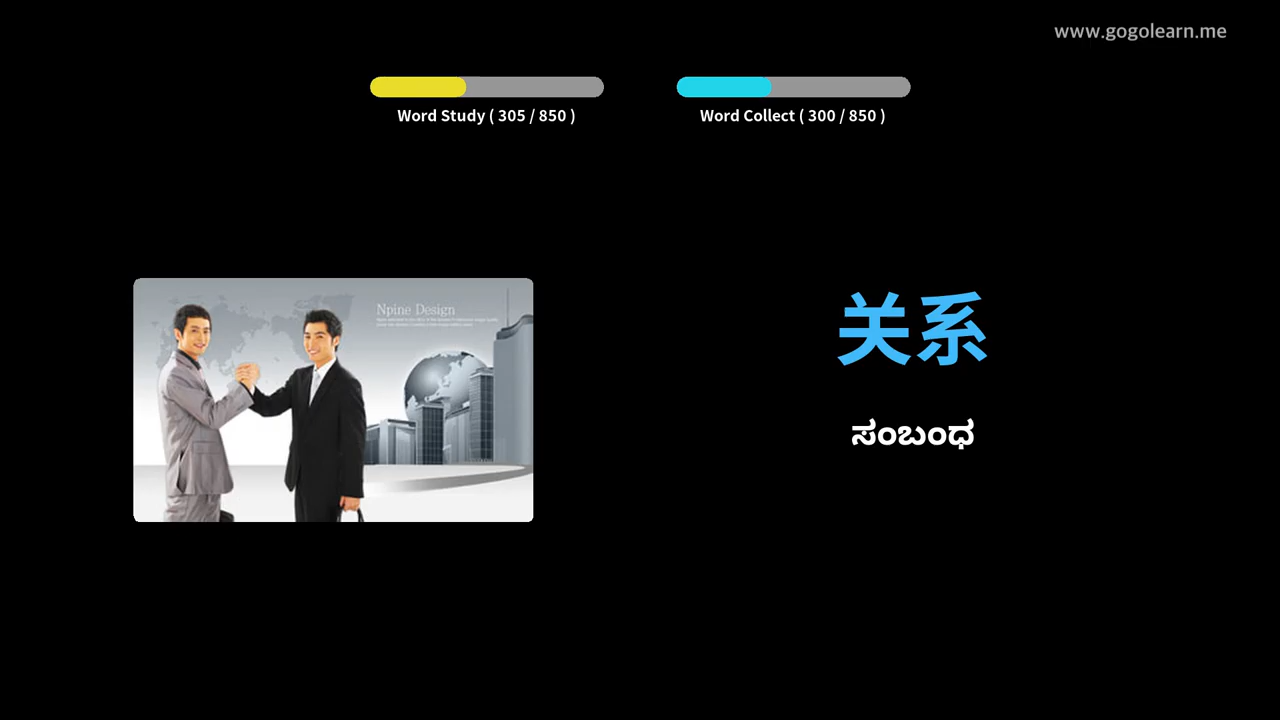 www.gogolearn.me
Word Study ( 305 / 850 )
Word Collect ( 300 / 850 )
Npine Design
关系
ಸಂಬಂಧ